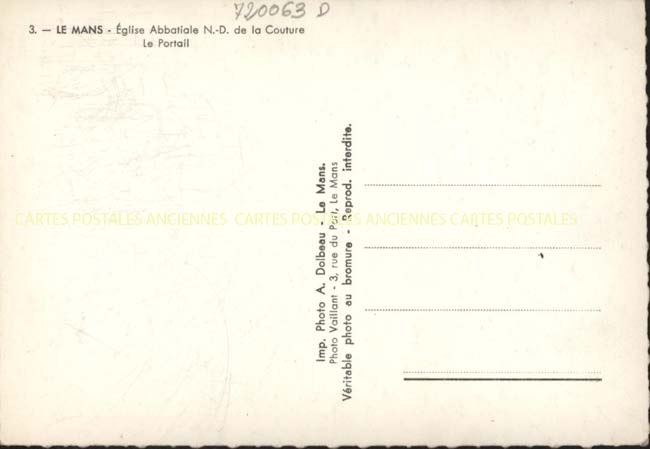 720063 D
3. — LE MANS - Église Abbatiale N.-D. de la Couture
Le Portail
CARTES POSTALES ANCIENNES CARTES POSTALES ANCIENNES CARTES POSTALES
Imp. Photo A. Dolbeau - Le Mans.
Photo Vaillant - 3, rue du Port, Le Mans
Véritable photo au bromure - Reprod. interdite.